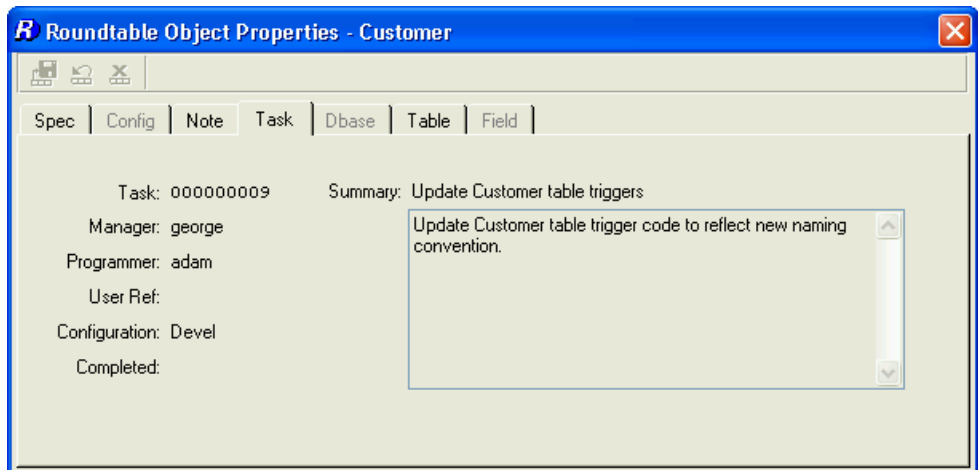 R Roundtable Object Properties - Customer
Spec Config Note Task Dbase Table Field
Task: 000000009 Summary: Update Customer table triggers
Manager: george
Update Customer table trigger code to reflect new naming
convention.
Programmer: adam
User Ref:
Configuration: Devel
Completed: